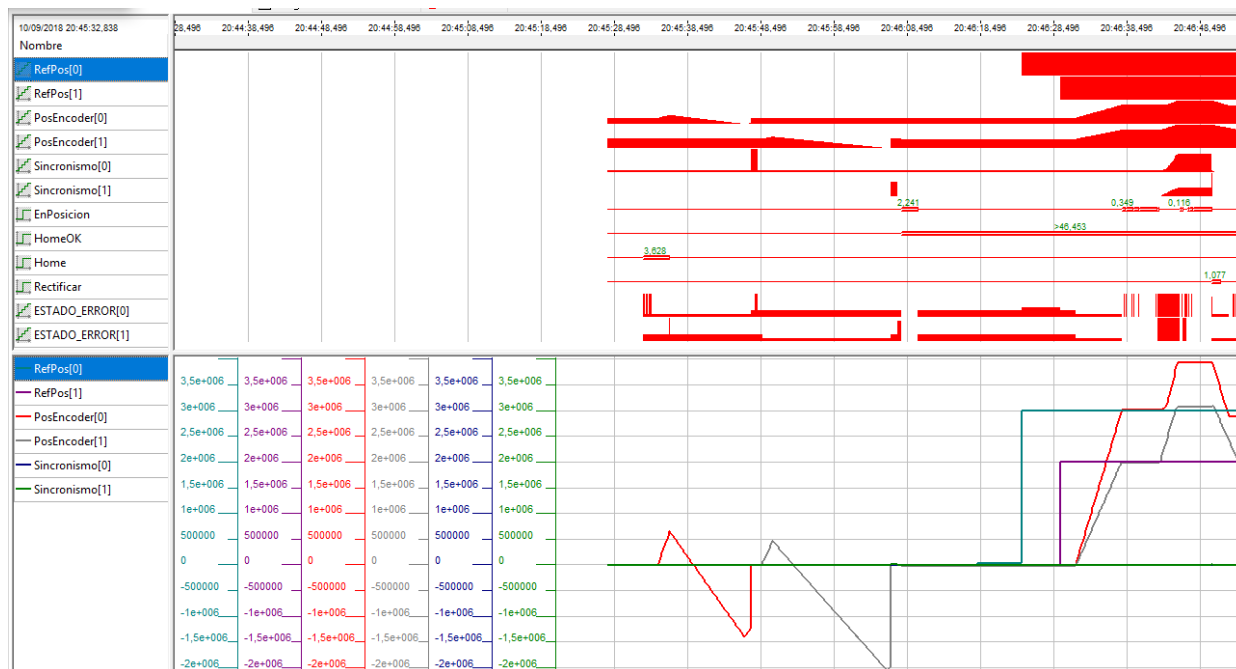 10/09/2018 20:45:32,838
28,496 20:44:38,496 20:44:48,496 20:44:58,496 20:45:08,496 20:45:18,496 20:45:28,496 20:45:38,496 20:45:48,496 20:45:58,496 20:46:08,496 20:46:18,496 20:46:28,496 20:46:38,496 20:46:48,496
Nombre
RefPos[0]
RefPos[1]
PosEncoder[0]
PosEncoder[1]
Sincronismo[0]
Sincronismo[1]
EnPosicion 2,241 0,349 0,116
HomeOK >46,453
Home 3,628
Rectificar 1,077
ESTADO_ERROR[0]
ESTADO_ERROR[1]
RefPos[0]
RefPos[1]
PosEncoder[0]
PosEncoder[1]
Sincronismo[0]
Sincronismo[1]
3,5e+006 3,5e+006 3,5e+006 3,5e+006 3,5e+006 3,5e+006
3e+006 3e+006 3e+006 3e+006 3e+006 3e+006
2,5e+006 2,5e+006 2,5e+006 2,5e+006 2,5e+006 2,5e+006
2e+006 2e+006 2e+006 2e+006 2e+006 2e+006
1,5e+006 1,5e+006 1,5e+006 1,5e+006 1,5e+006 1,5e+006
1e+006 1e+006 1e+006 1e+006 1e+006 1e+006
500000 500000 500000 500000 500000 500000
0 0 0 0 0 0
-500000 -500000 -500000 -500000 -500000 -500000
-1e+006 -1e+006 -1e+006 -1e+006 -1e+006 -1e+006
-1,5e+006 -1,5e+006 -1,5e+006 -1,5e+006 -1,5e+006 -1,5e+006
-2e+006 -2e+006 -2e+006 -2e+006 -2e+006 -2e+006